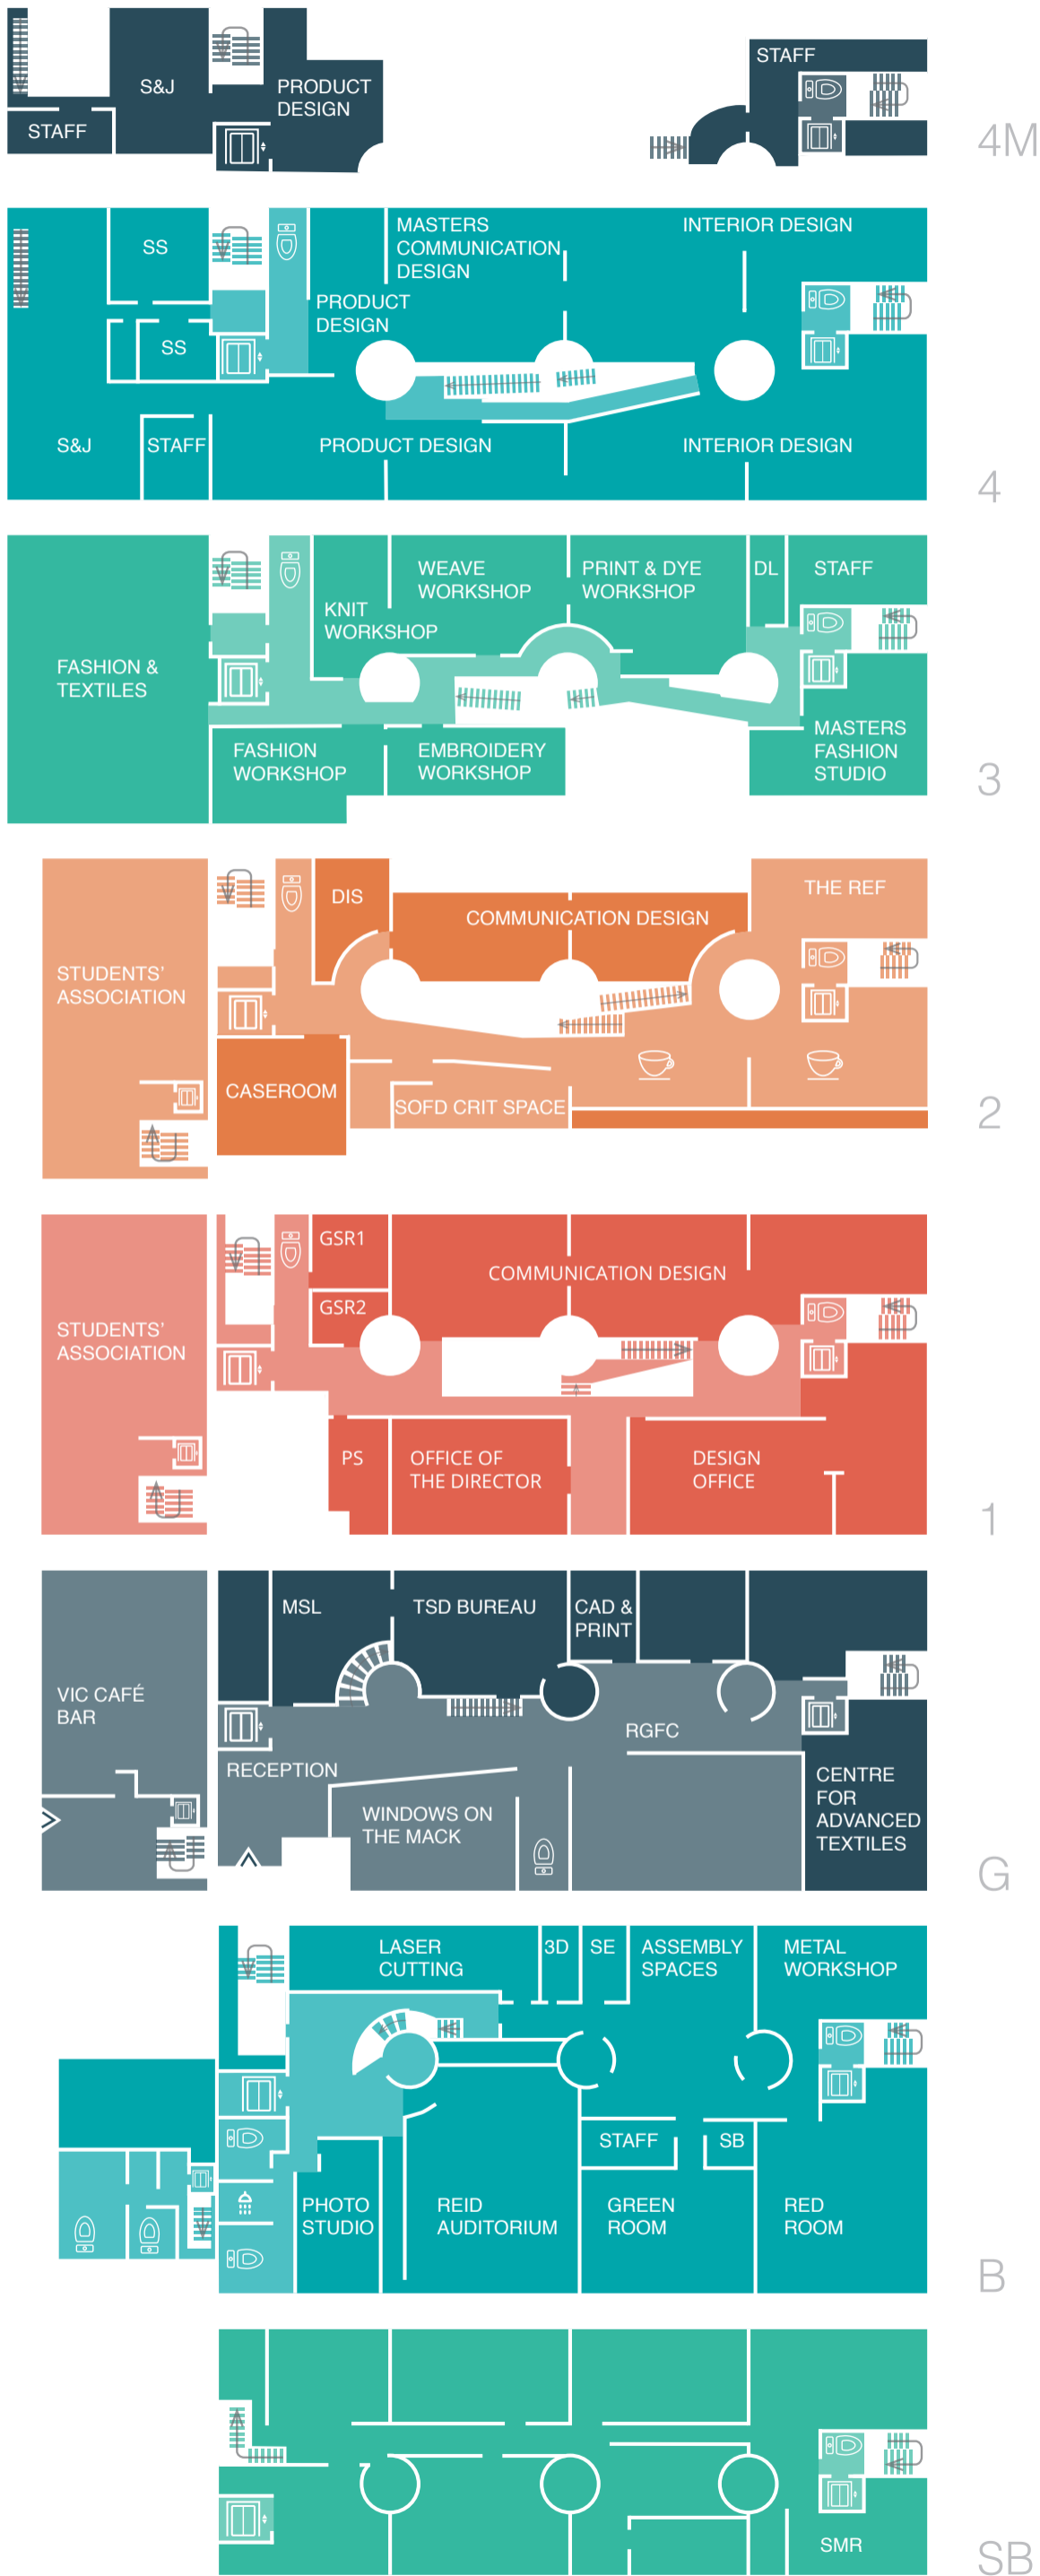 S&J
PRODUCT
DESIGN
STAFF
STAFF
4M
SS
MASTERS
COMMUNICATION
DESIGN
INTERIOR DESIGN
PRODUCT
DESIGN
SS
S&J
STAFF
PRODUCT DESIGN
INTERIOR DESIGN
4
WEAVE
WORKSHOP
PRINT & DYE
WORKSHOP
DL
STAFF
KNIT
WORKSHOP
FASHION &
TEXTILES
FASHION
WORKSHOP
EMBROIDERY
WORKSHOP
MASTERS
FASHION
STUDIO
3
DIS
COMMUNICATION DESIGN
THE REF
STUDENTS'
ASSOCIATION
CASEROOM
SOFD CRIT SPACE
2
GSR1
COMMUNICATION DESIGN
GSR2
STUDENTS'
ASSOCIATION
PS
OFFICE OF
THE DIRECTOR
DESIGN
OFFICE
1
MSL
TSD BUREAU
CAD &
PRINT
VIC CAFÉ
BAR
RGFC
RECEPTION
WINDOWS ON
THE MACK
CENTRE
FOR
ADVANCED
TEXTILES
G
LASER
CUTTING
3D
SE
ASSEMBLY
SPACES
METAL
WORKSHOP
STAFF
SB
PHOTO
STUDIO
REID
AUDITORIUM
GREEN
ROOM
RED
ROOM
B
SMR
SB